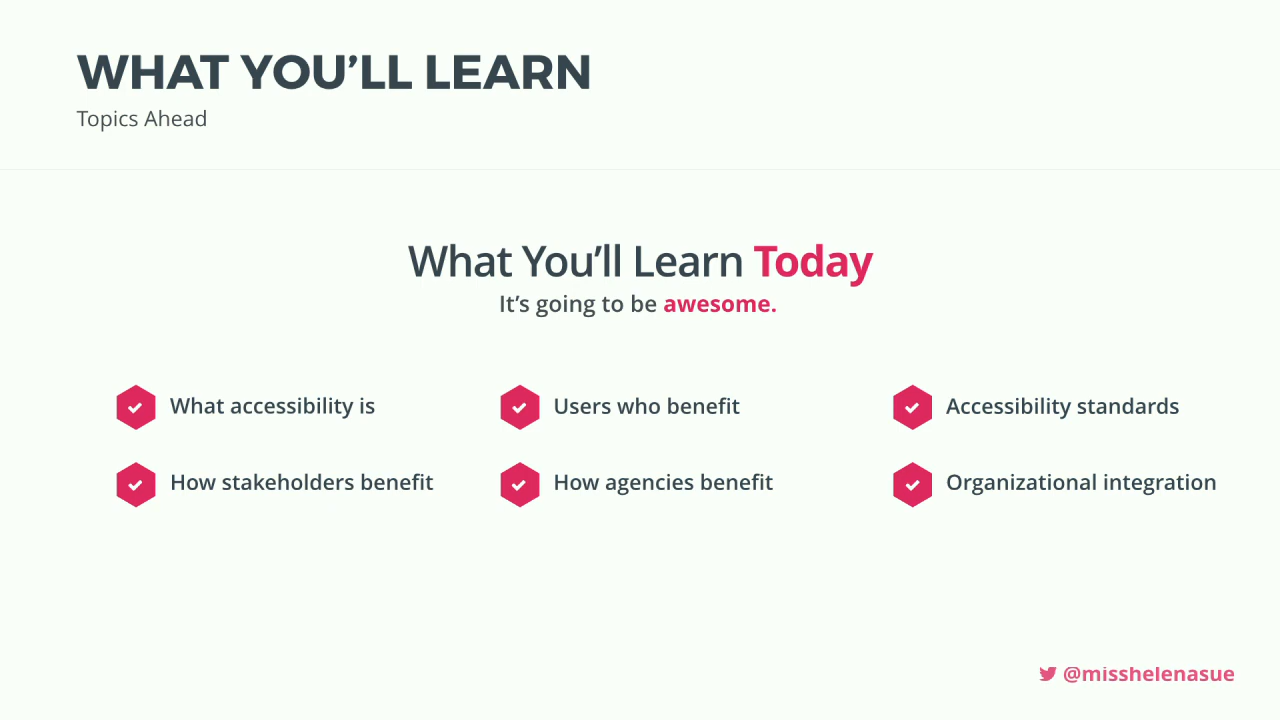 WHAT YOU’LL LEARN
Topics Ahead
What You’ll Learn Today
It’s going to be awesome.
What accessibility is
Users who benefit
Accessibility standards
How stakeholders benefit
How agencies benefit
Organizational integration
@misshelenasue